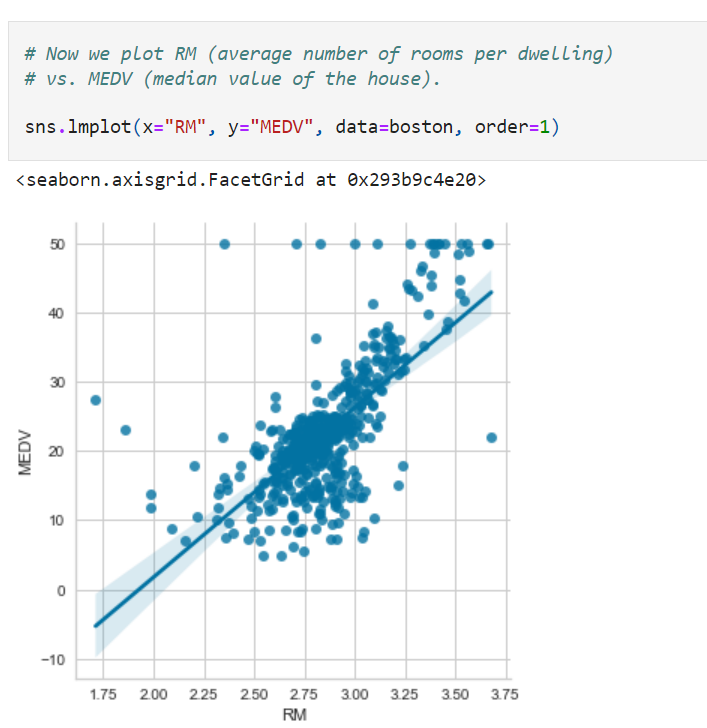 # Now we plot RM (average number of rooms per dwelling)
# vs. MEDV (median value of the house).
sns.lmplot(x="RM", y="MEDV", data=boston, order=1)
<seaborn.axisgrid.FacetGrid at 0x293b9c4e20>
50
40
30
20
10
0
−10
MEDV
1.75 2.00 2.25 2.50 2.75 3.00 3.25 3.50 3.75
RM